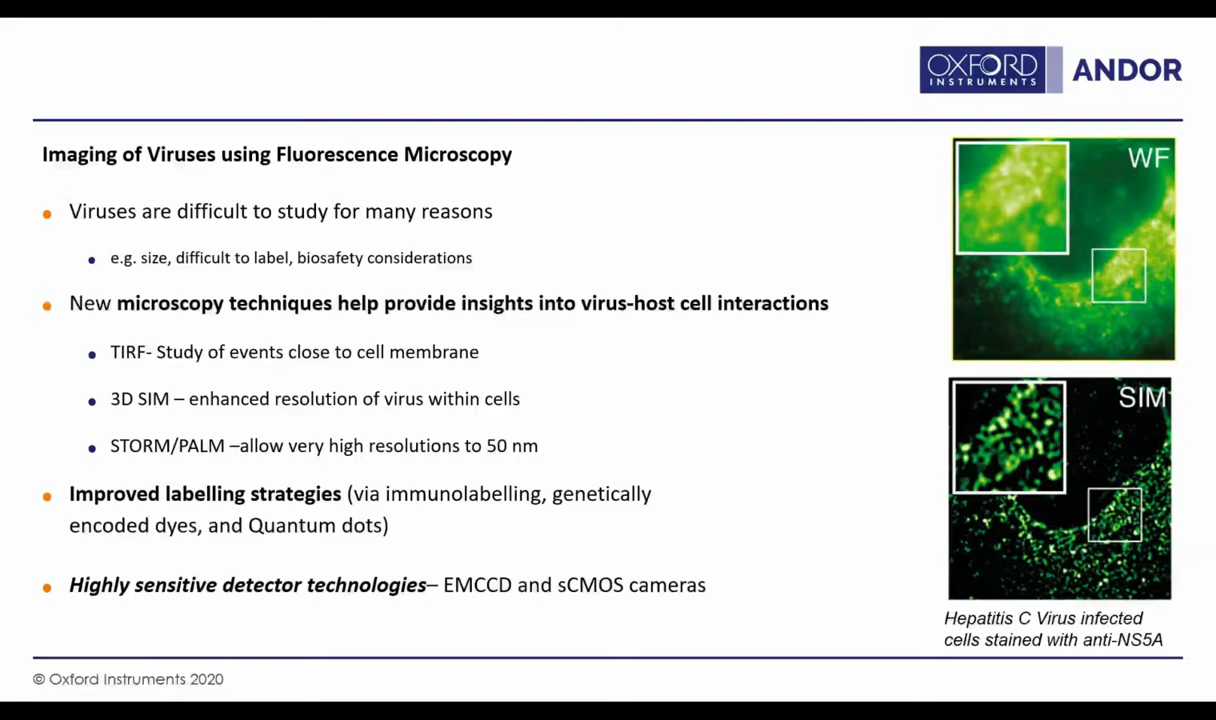 OXFORD
INSTRUMENTS
ANDOR
Imaging of Viruses using Fluorescence Microscopy
Viruses are difficult to study for many reasons
e.g. size, difficult to label, biosafety considerations
New microscopy techniques help provide insights into virus-host cell interactions
TIRF- Study of events close to cell membrane
3D SIM – enhanced resolution of virus within cells
STORM/PALM –allow very high resolutions to 50 nm
Improved labelling strategies (via immunolabelling, genetically
encoded dyes, and Quantum dots)
Highly sensitive detector technologies– EMCCD and sCMOS cameras
WF
SIM
Hepatitis C Virus infected
cells stained with anti-NS5A
© Oxford Instruments 2020